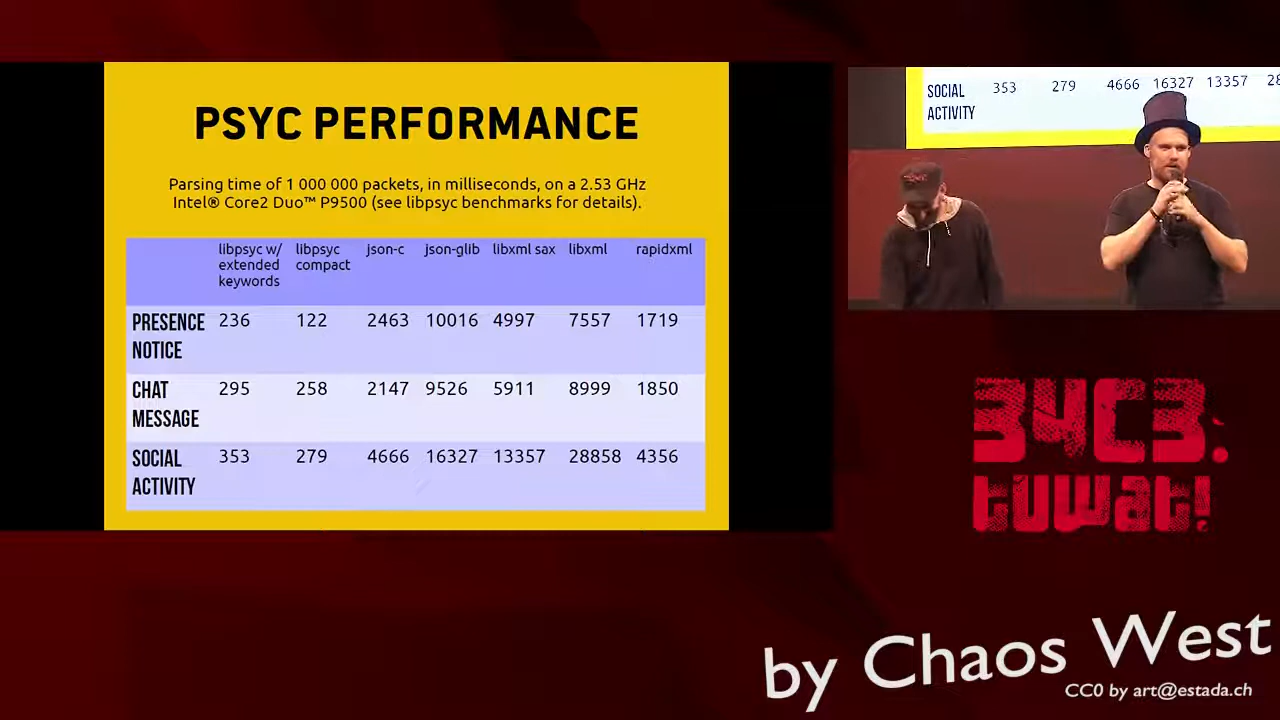 PSYC PERFORMANCE
Parsing time of 1 000 000 packets, in milliseconds, on a 2.53 GHz
Intel® Core2 Duo™ P9500 (see libpsyc benchmarks for details).
libpsyc w/ extended keywords libpsyc compact json-c json-glib libxml sax libxml rapidxml
PRESENCE NOTICE 236 122 2463 10016 4997 7557 1719
CHAT MESSAGE 295 258 2147 9526 5911 8999 1850
SOCIAL ACTIVITY 353 279 4666 16327 13357 28858 4356
SOCIAL ACTIVITY 353 279 4666 16327 13357 28
34C3:
tuwat!
by Chaos West
CC0 by art@estada.ch